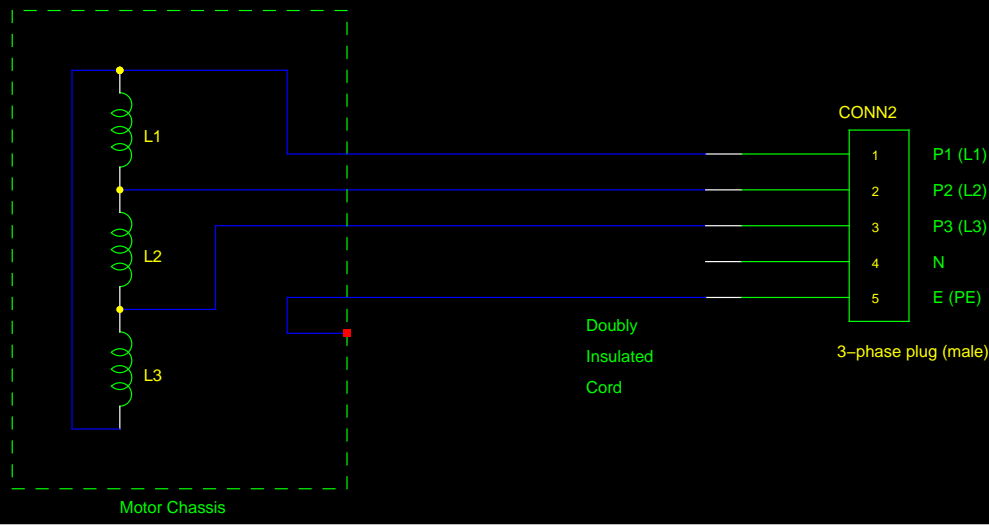 CONN2
L1
1
P1 (L1)
2
P2 (L2)
3
P3 (L3)
L2
4
N
5
E (PE)
Doubly
Insulated
Cord
3−phase plug (male)
L3
Motor Chassis